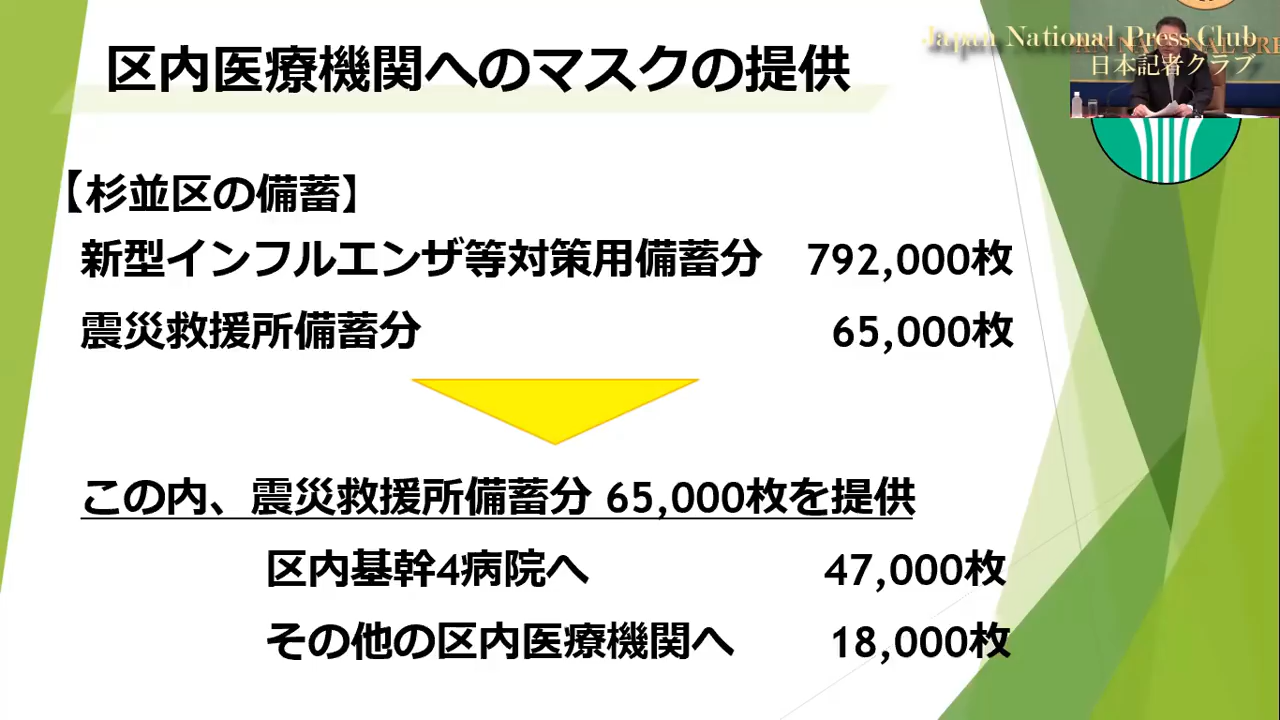 区内医療機関へのマスクの提供
Japan National Press Club
日本記者クラブ
【杉並区の備蓄】
新型インフルエンザ等対策用備蓄分 792,000枚
震災救援所備蓄分 65,000枚
この内、震災救援所備蓄分 65,000枚を提供
区内基幹4病院へ 47,000枚
その他の区内医療機関へ 18,000枚